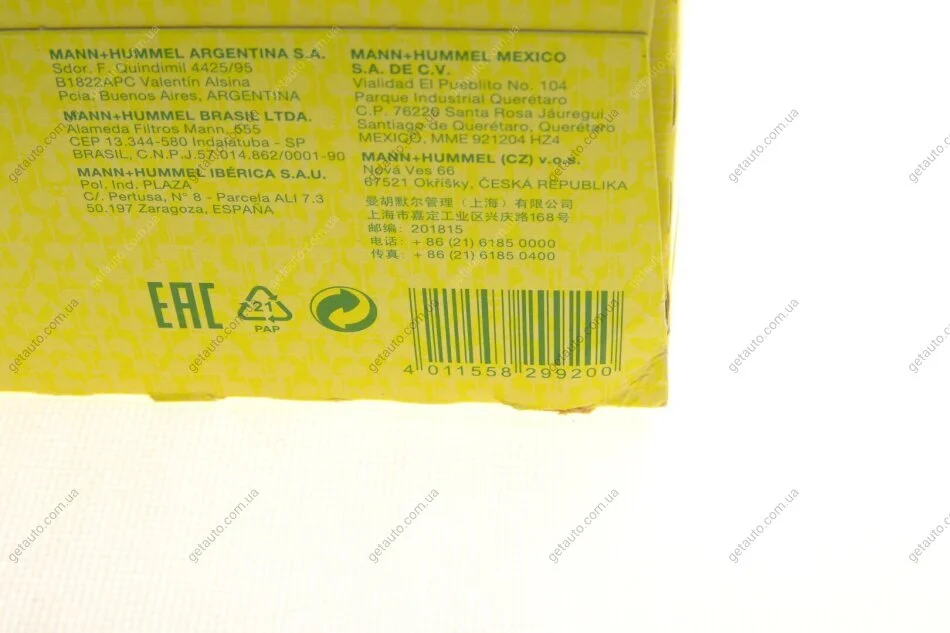 MANN+HUMMEL ARGENTINA S.A.
Sdor. F. Quindimil 4425/95
B1822APC Valentín Alsina
Pcia. Buenos Aires, ARGENTINA
MANN+HUMMEL BRASIL LTDA.
Alameda Filtros Mann, 555
CEP 13.344-580 Indaiatuba - SP
BRASIL, C.N.P.J.57.014.862/0001-90
MANN+HUMMEL IBÉRICA S.A.U.
Pol. Ind. PLAZA
C/. Pertusa, N° 8 - Parcela ALI 7.3
50.197 Zaragoza, ESPAÑA
MANN+HUMMEL MEXICO
S.A. DE C.V.
Vialidad El Pueblito No. 104
Parque Industrial Querétaro
C.P. 76220 Santa Rosa Jáuregui
Santiago de Querétaro, Querétaro
MEXICO, MME 921204 HZ4
MANN+HUMMEL (CZ) v.o.s.
Nová Ves 66
67521 Okříšky, ČESKÁ REPUBLIKA
曼胡默尔管理（上海）有限公司
上海市嘉定工业区兴庆路168号
邮编: 201815
电话: + 86 (21) 6185 0000
传真: + 86 (21) 6185 0400
EAC
21
PAP
4 011558 299200
getauto.com.ua